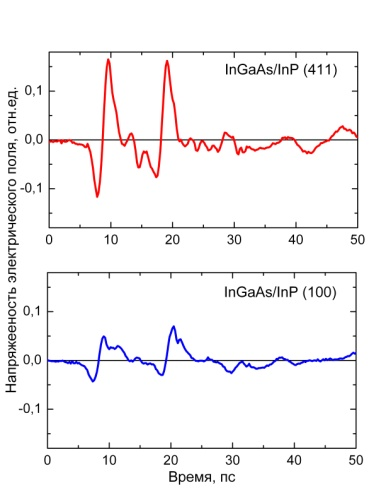 Напряжееность электрического поля, отн.ед.
InGaAs/InP (411)
0,1
0,0
-0,1
0 10 20 30 40 50
InGaAs/InP (100)
0,1
0,0
-0,1
0 10 20 30 40 50
Время, пс